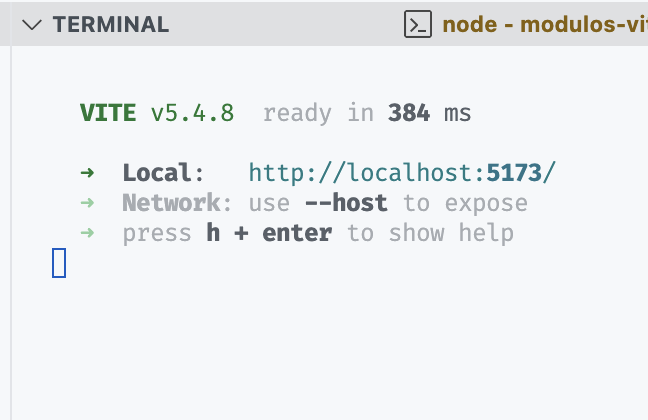 TERMINAL
node - modulos-vit
VITE v5.4.8 ready in 384 ms
➜ Local: http://localhost:5173/
➜ Network: use --host to expose
➜ press h + enter to show help